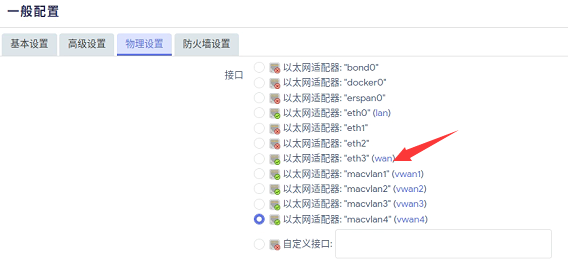 一般配置
基本设置 高级设置 物理设置 防火墙设置
接口
以太网适配器: "bond0"
以太网适配器: "docker0"
以太网适配器: "erspan0"
以太网适配器: "eth0" (lan)
以太网适配器: "eth1"
以太网适配器: "eth2"
以太网适配器: "eth3" (wan)
以太网适配器: "macvlan1" (vwan1)
以太网适配器: "macvlan2" (vwan2)
以太网适配器: "macvlan3" (vwan3)
以太网适配器: "macvlan4" (vwan4)
自定义接口: